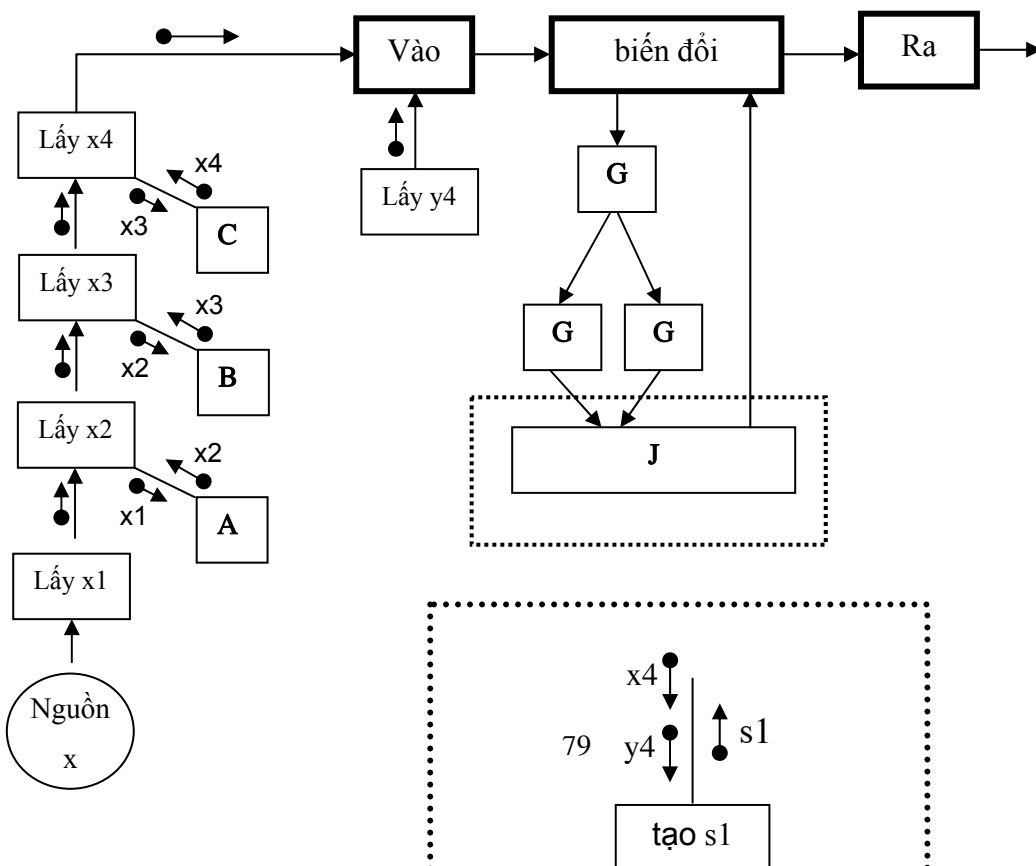 Vào
biến đổi
Ra
Lấy x4
x4
x3
C
Lấy y4
G
Lấy x3
x3
x2
B
G
G
Lấy x2
x2
x1
A
J
Lấy x1
Nguồn
x
x4
79
y4
s1
tạo s1